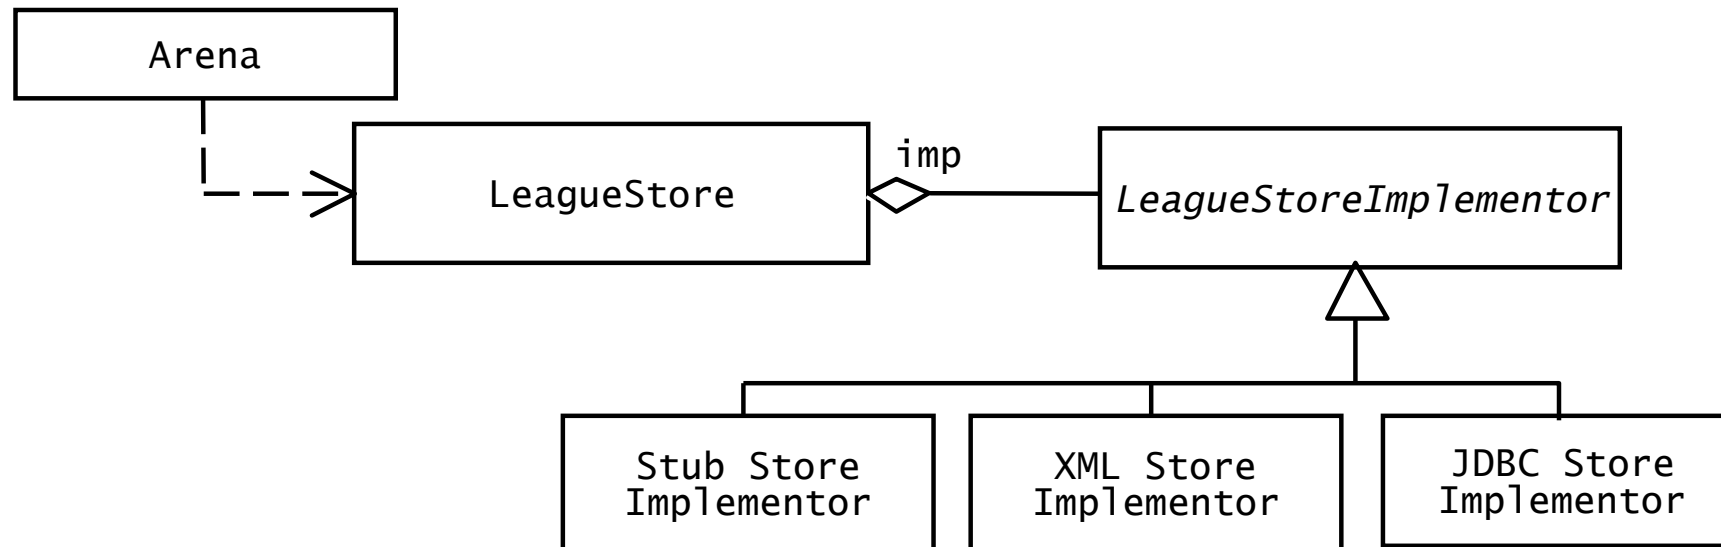 Arena
imp
LeagueStore
LeagueStoreImplementor
Stub Store
Implementor
XML Store
Implementor
JDBC Store
Implementor